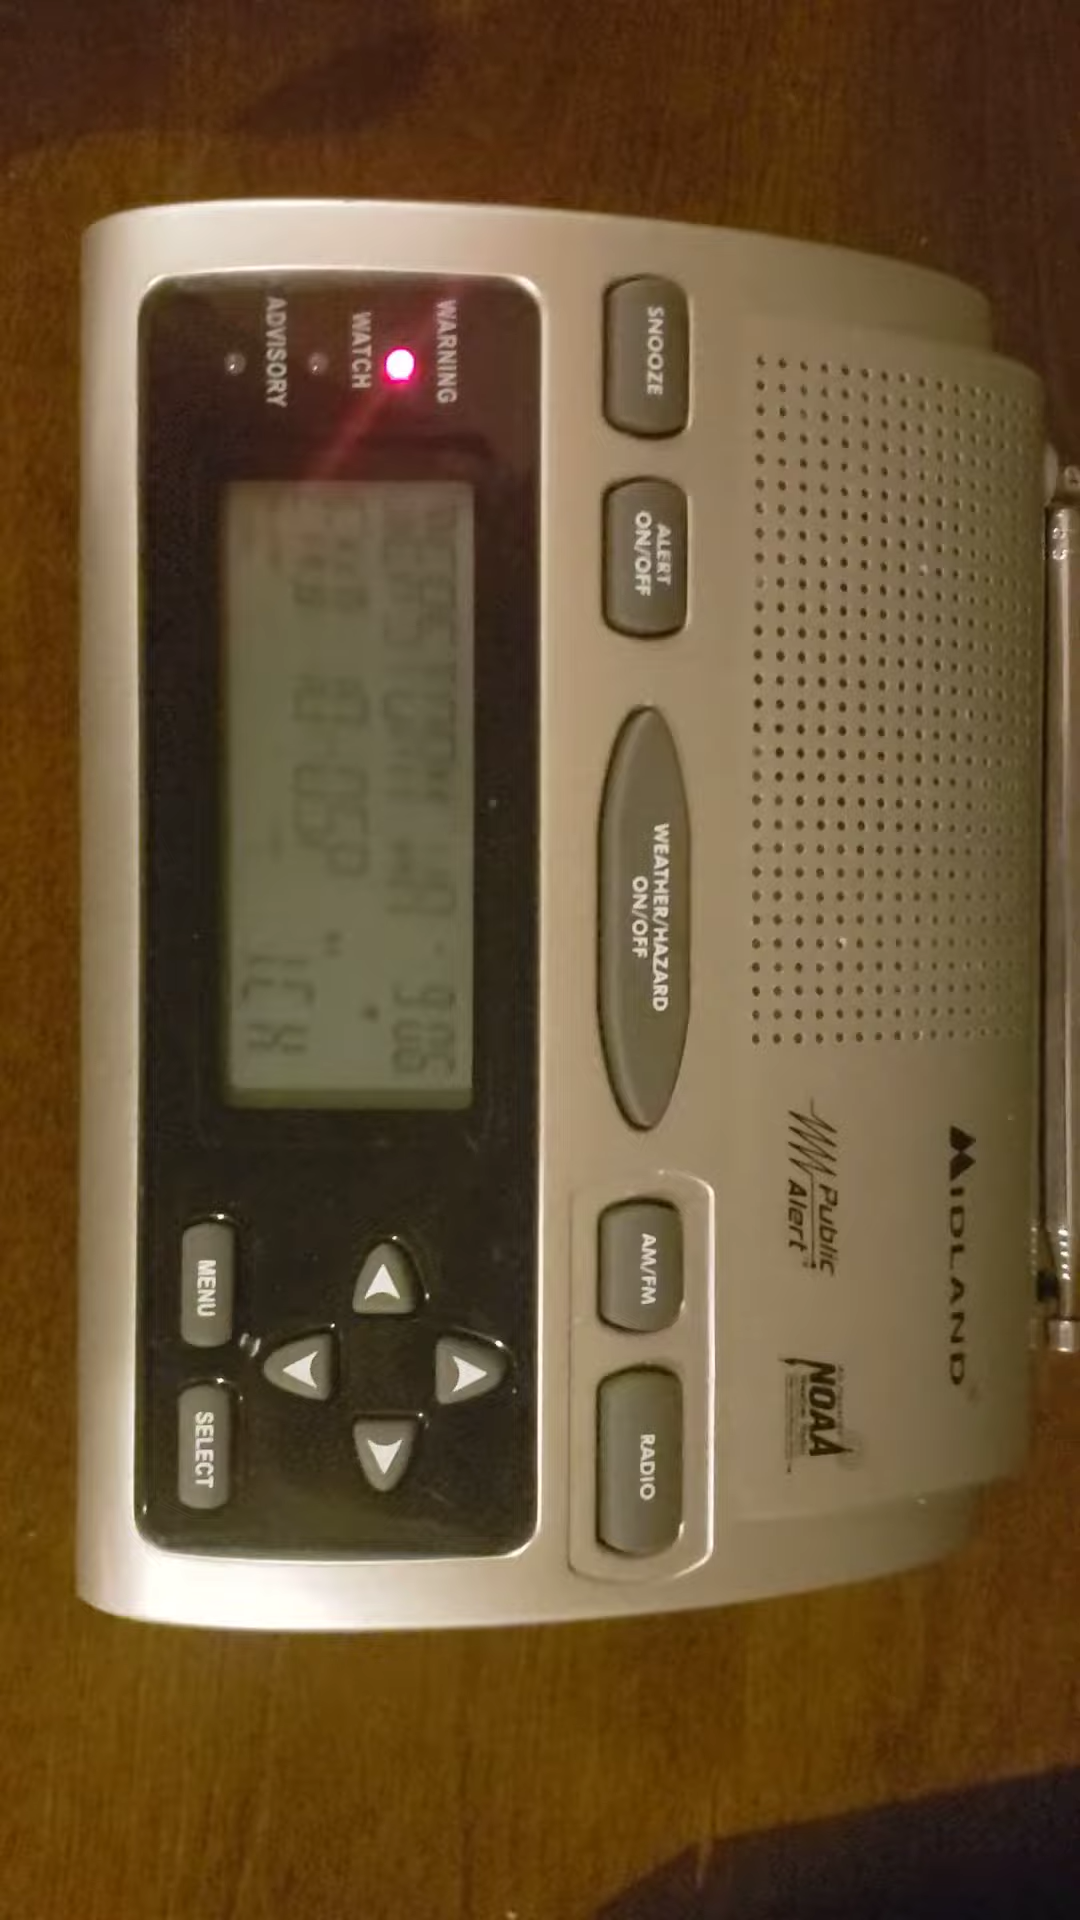 MIDLAND
Public
Alert
NOAA
SNOOZE
ALERT
ON/OFF
WEATHER/HAZARD
ON/OFF
AM/FM
RADIO
WARNING
WATCH
ADVISORY
MENU
SELECT